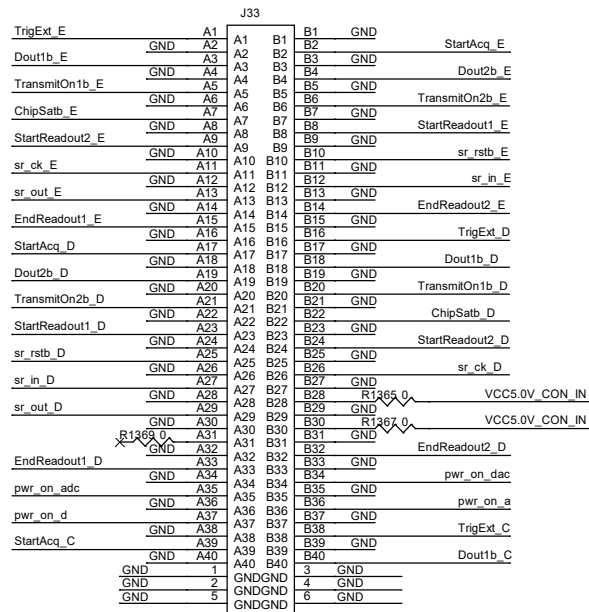 J33
TrigExt_E A1 A1 B1 B1 GND
GND A2 A2 B2 B2 StartAcq_E
Dout1b_E A3 A3 B3 B3 GND
GND A4 A4 B4 B4 Dout2b_E
TransmitOn1b_E A5 A5 B5 B5 GND
GND A6 A6 B6 B6 TransmitOn2b_E
ChipSatb_E A7 A7 B7 B7 GND
GND A8 A8 B8 B8 StartReadout1_E
StartReadout2_E A9 A9 B9 B9 GND
GND A10 A10 B10 B10 sr_rstb_E
sr_ck_E A11 A11 B11 B11 GND
GND A12 A12 B12 B12 sr_in_E
sr_out_E A13 A13 B13 B13 GND
GND A14 A14 B14 B14 EndReadout2_E
EndReadout1_E A15 A15 B15 B15 GND
GND A16 A16 B16 B16 TrigExt_D
StartAcq_D A17 A17 B17 B17 GND
GND A18 A18 B18 B18 Dout1b_D
Dout2b_D A19 A19 B19 B19 GND
GND A20 A20 B20 B20 TransmitOn1b_D
TransmitOn2b_D A21 A21 B21 B21 GND
GND A22 A22 B22 B22 ChipSatb_D
StartReadout1_D A23 A23 B23 B23 GND
GND A24 A24 B24 B24 StartReadout2_D
sr_rstb_D A25 A25 B25 B25 GND
GND A26 A26 B26 B26 sr_ck_D
sr_in_D A27 A27 B27 B27 GND
GND A28 A28 B28 B28 R1365 0 VCC5.0V_CON_IN
sr_out_D A29 A29 B29 B29 GND
GND A30 A30 B30 B30 R1367 0 VCC5.0V_CON_IN
R1369 0 A31 A31 B31 B31 GND
GND A32 A32 B32 B32 EndReadout2_D
EndReadout1_D A33 A33 B33 B33 GND
GND A34 A34 B34 B34 pwr_on_dac
pwr_on_adc A35 A35 B35 B35 GND
GND A36 A36 B36 B36 pwr_on_a
pwr_on_d A37 A37 B37 B37 GND
GND A38 A38 B38 B38 TrigExt_C
StartAcq_C A39 A39 B39 B39 GND
GND A40 A40 B40 B40 Dout1b_C
GND 1 GNDGND 3 GND
GND 2 GNDGND 4 GND
GND 5 GNDGND 6 GND